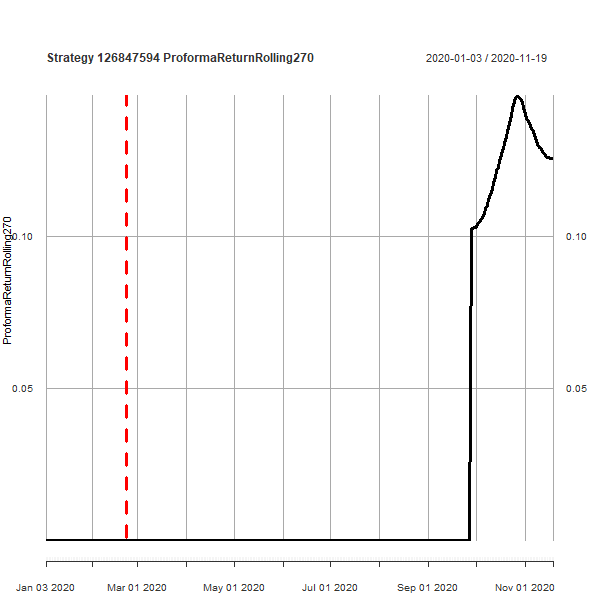 Strategy 126847594 ProformaReturnRolling270
2020-01-03 / 2020-11-19
ProformaReturnRolling270
0.10
0.10
0.05
0.05
Jan 03 2020
Mar 01 2020
May 01 2020
Jul 01 2020
Sep 01 2020
Nov 01 2020